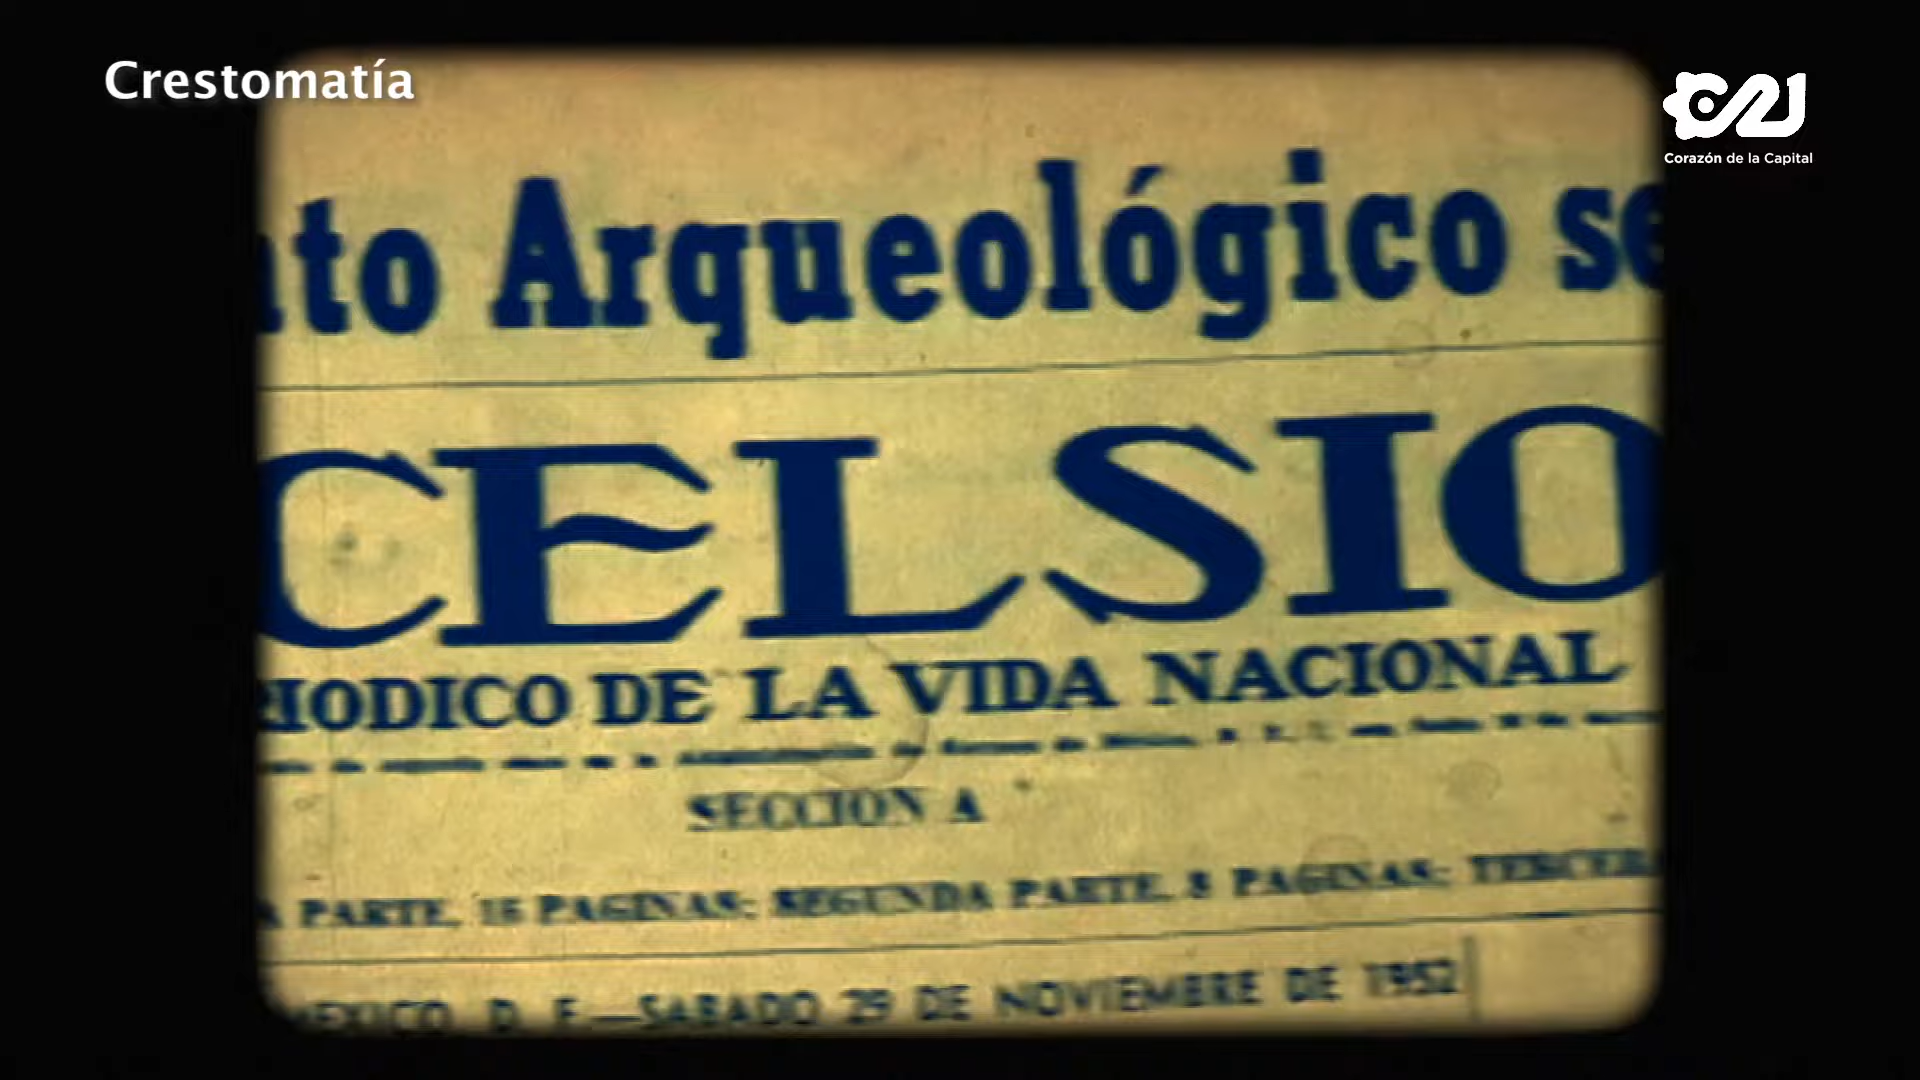 Crestomatía
C21
Corazón de la Capital
nto Arqueológico se
CELSIO
RIODICO DE LA VIDA NACIONAL
SECCION A
A PARTE, 16 PAGINAS; SEGUNDA PARTE, 8 PAGINAS; TERCERA
MEXICO, D. F.—SABADO 29 DE NOVIEMBRE DE 1952